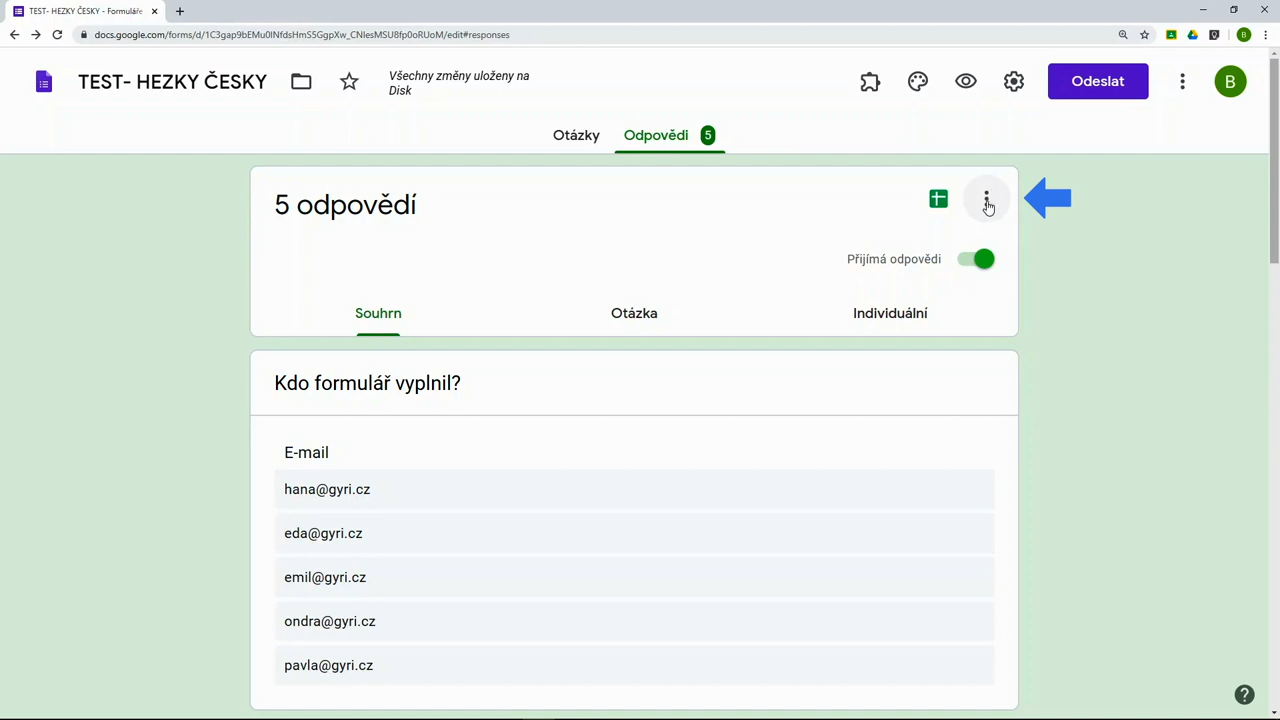 TEST- HEZKY ČESKY - Formuláře
docs.google.com/forms/d/1C3gap9bEMu0INfdsHmS5GgpXw_CNlesMSU8fp0oRUoM/edit#responses
B
TEST- HEZKY ČESKY
Všechny změny uloženy na
Disk
Odeslat
B
Otázky
Odpovědi 5
5 odpovědí
Přijímá odpovědi
Souhrn
Otázka
Individuální
Kdo formulář vyplnil?
E-mail
hana@gyri.cz
eda@gyri.cz
emil@gyri.cz
ondra@gyri.cz
pavla@gyri.cz